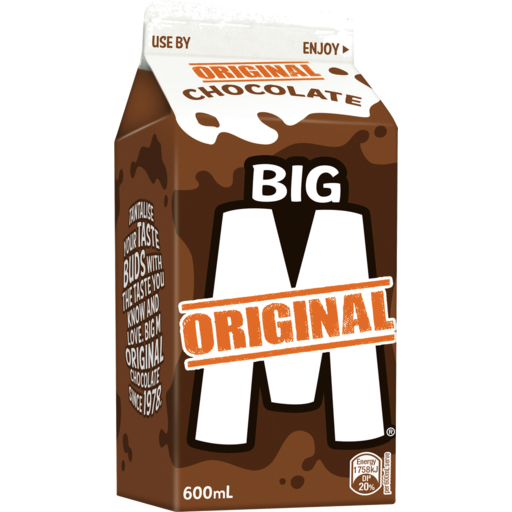 USE BY
ENJOY
ORIGINAL
CHOCOLATE
BIG
M
ORIGINAL
®
TANTALISE
YOUR TASTE
BUDS WITH
THE TASTE YOU
KNOW AND
LOVE. BIG M
ORIGINAL
CHOCOLATE
SINCE 1978.
600mL
Energy
1758kJ
DI*
20%